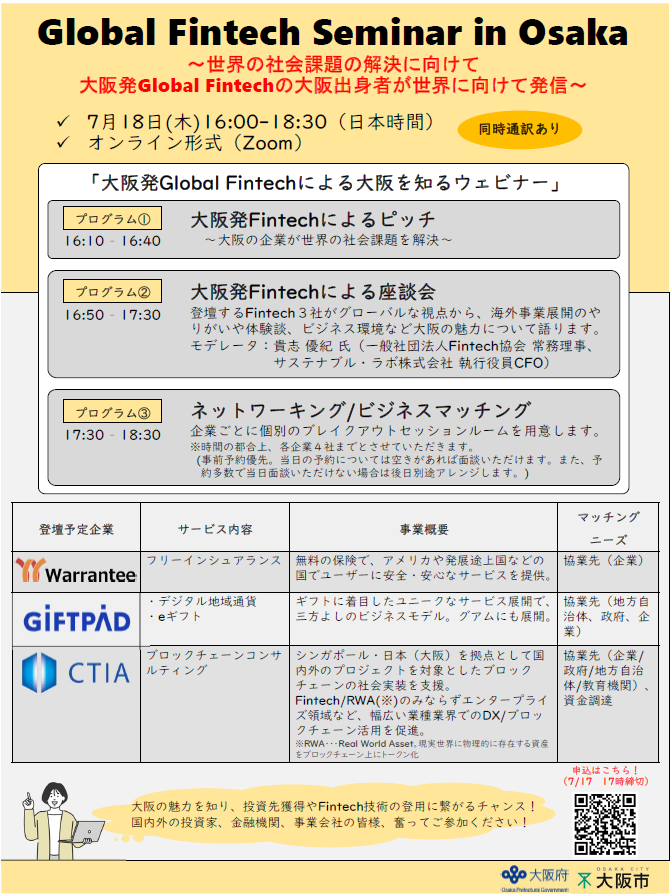 Global Fintech Seminar in Osaka
～世界の社会課題の解決に向けて
大阪発Global Fintechの大阪出身者が世界に向けて発信～
✓ 7月18日(木)16:00-18:30（日本時間）
✓ オンライン形式（Zoom）
同時通訳あり
「大阪発Global Fintechによる大阪を知るウェビナー」
プログラム①
16:10 - 16:40
大阪発Fintechによるピッチ
～大阪の企業が世界の社会課題を解決～
プログラム②
16:50 - 17:30
大阪発Fintechによる座談会
登壇するFintech３社がグローバルな視点から、海外事業展開のや
りがいや体験談、ビジネス環境など大阪の魅力について語ります。
モデレータ：貴志 優紀 氏（一般社団法人Fintech協会 常務理事、
サステナブル・ラボ株式会社 執行役員CFO）
プログラム③
17:30 - 18:30
ネットワーキング/ビジネスマッチング
企業ごとに個別のブレイクアウトセッションルームを用意します。
※時間の都合上、各企業４社までとさせていただきます。
(事前予約優先。当日の予約については空きがあれば面談いただけます。また、予
約多数で当日面談いただけない場合は後日別途アレンジします。)
登壇予定企業
サービス内容
事業概要
マッチング
ニーズ
Warrantee
フリーインシュアランス
無料の保険で、アメリカや発展途上国などの
国でユーザーに安全・安心なサービスを提供。
協業先（企業）
GiFTPAD
・デジタル地域通貨
・eギフト
ギフトに着目したユニークなサービス展開で、
三方よしのビジネスモデル。グアムにも展開。
協業先（地方自
治体、政府、企
業）
CTIA
ブロックチェーンコンサ
ルティング
シンガポール・日本（大阪）を拠点として国
内外のプロジェクトを対象としたブロック
チェーンの社会実装を支援。
Fintech/RWA(※)のみならずエンタープライ
ズ領域など、幅広い業種業界でのDX/ブロッ
クチェーン活用を促進。
※RWA･･･Real World Asset。現実世界に物理的に存在する資産
をブロックチェーン上にトークン化
協業先（企業/
政府/地方自治
体/教育機関）、
資金調達
申込はこちら！
（7/17 17時締切）
大阪の魅力を知り、投資先獲得やFintech技術の登用に繋がるチャンス！
国内外の投資家、金融機関、事業会社の皆様、奮ってご参加ください！
大阪府
Osaka Prefectural Government
OSAKA CITY
大阪市